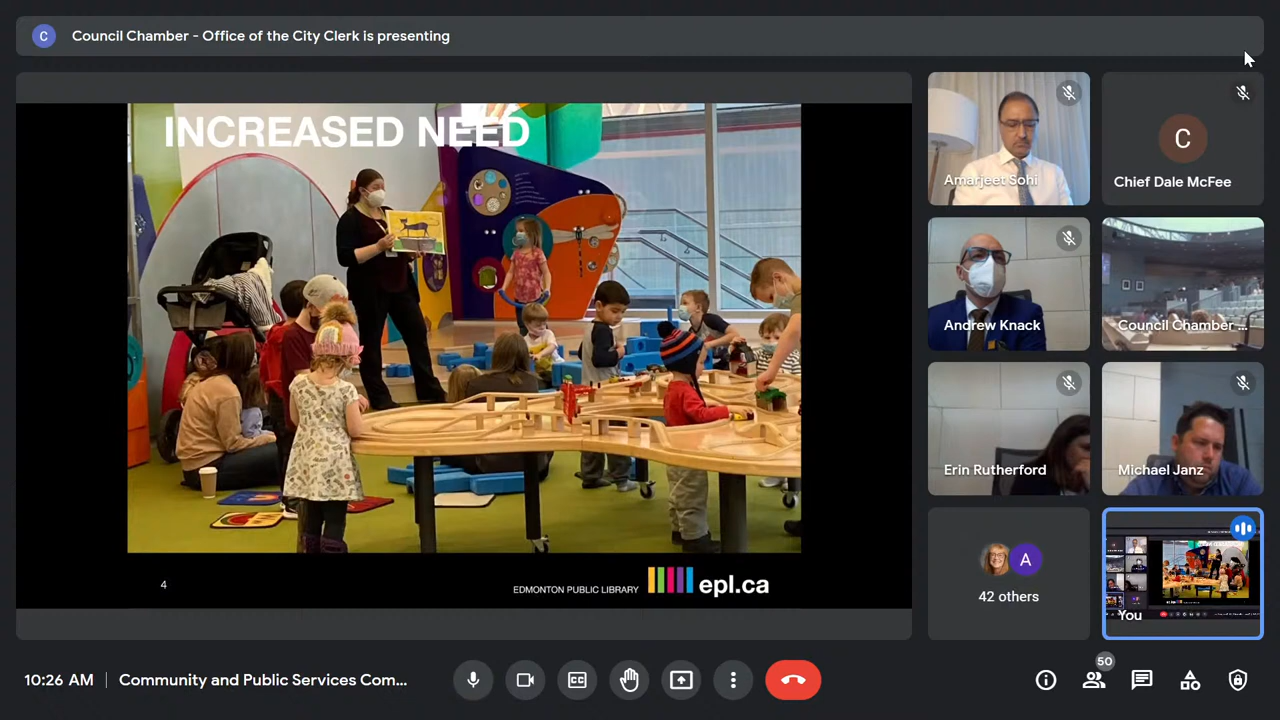 C
Council Chamber - Office of the City Clerk is presenting
INCREASED NEED
4
EDMONTON PUBLIC LIBRARY
epl.ca
Amarjeet Sohi
C
Chief Dale McFee
Andrew Knack
Council Chamber ...
Erin Rutherford
Michael Janz
A
42 others
You
10:26 AM
Community and Public Services Com...
CC
50